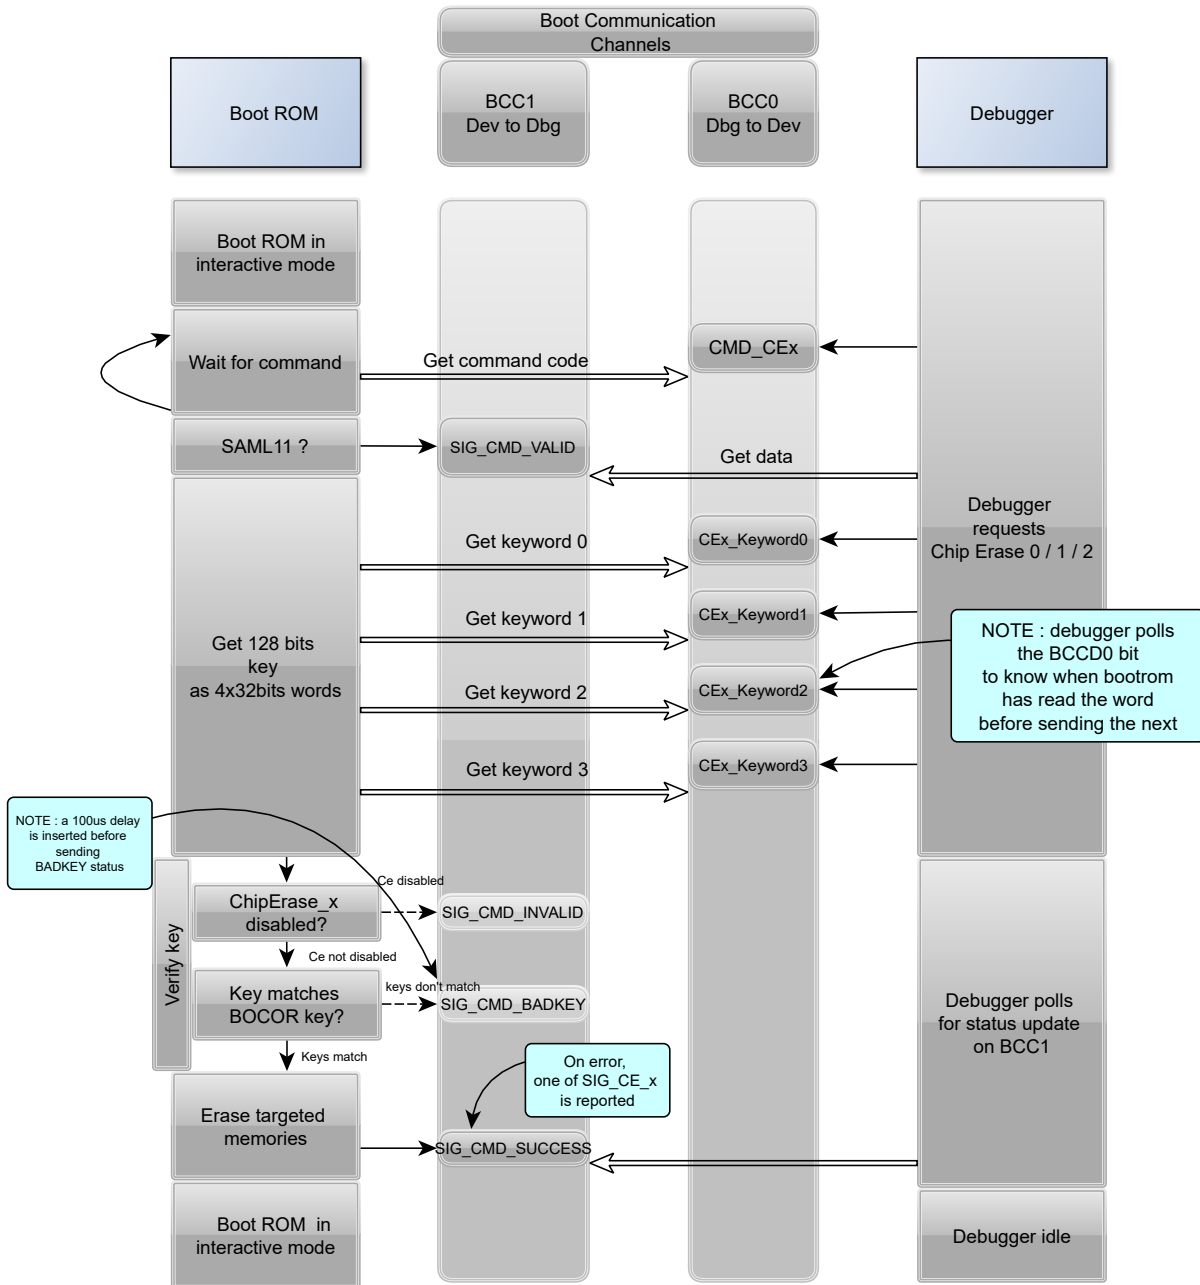 Boot Communication
Channels
Boot ROM
BCC1
Dev to Dbg
BCC0
Dbg to Dev
Debugger
Boot ROM in
interactive mode
Wait for command
Get command code
CMD_CEx
SAML11 ?
SIG_CMD_VALID
Get data
Debugger
requests
Chip Erase 0 / 1 / 2
Get keyword 0
CEx_Keyword0
Get keyword 1
CEx_Keyword1
Get 128 bits
key
as 4x32bits words
NOTE : debugger polls
the BCCD0 bit
to know when bootrom
has read the word
before sending the next
Get keyword 2
CEx_Keyword2
Get keyword 3
CEx_Keyword3
NOTE : a 100us delay
is inserted before
sending
BADKEY status
Verify key
ChipErase_x
disabled?
Ce disabled
SIG_CMD_INVALID
Ce not disabled
Key matches
BOCOR key?
keys don't match
SIG_CMD_BADKEY
Debugger polls
for status update
on BCC1
Keys match
On error,
one of SIG_CE_x
is reported
Erase targeted
memories
SIG_CMD_SUCCESS
Boot ROM in
interactive mode
Debugger idle